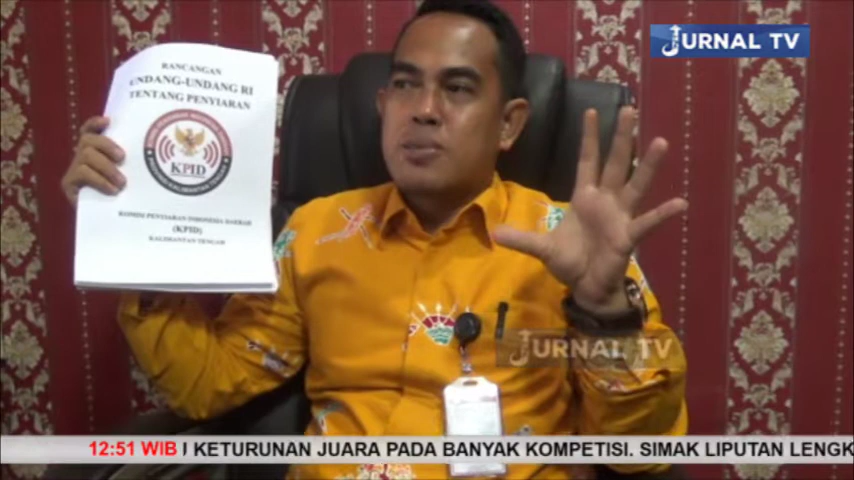 JURNAL TV
RANCANGAN
UNDANG-UNDANG RI
TENTANG PENYIARAN
KPID
KOMISI PENYIARAN INDONESIA DAERAH
(KPID)
KALIMANTAN TENGAH
JURNAL TV
12:51 WIB U KETURUNAN JUARA PADA BANYAK KOMPETISI. SIMAK LIPUTAN LENGK